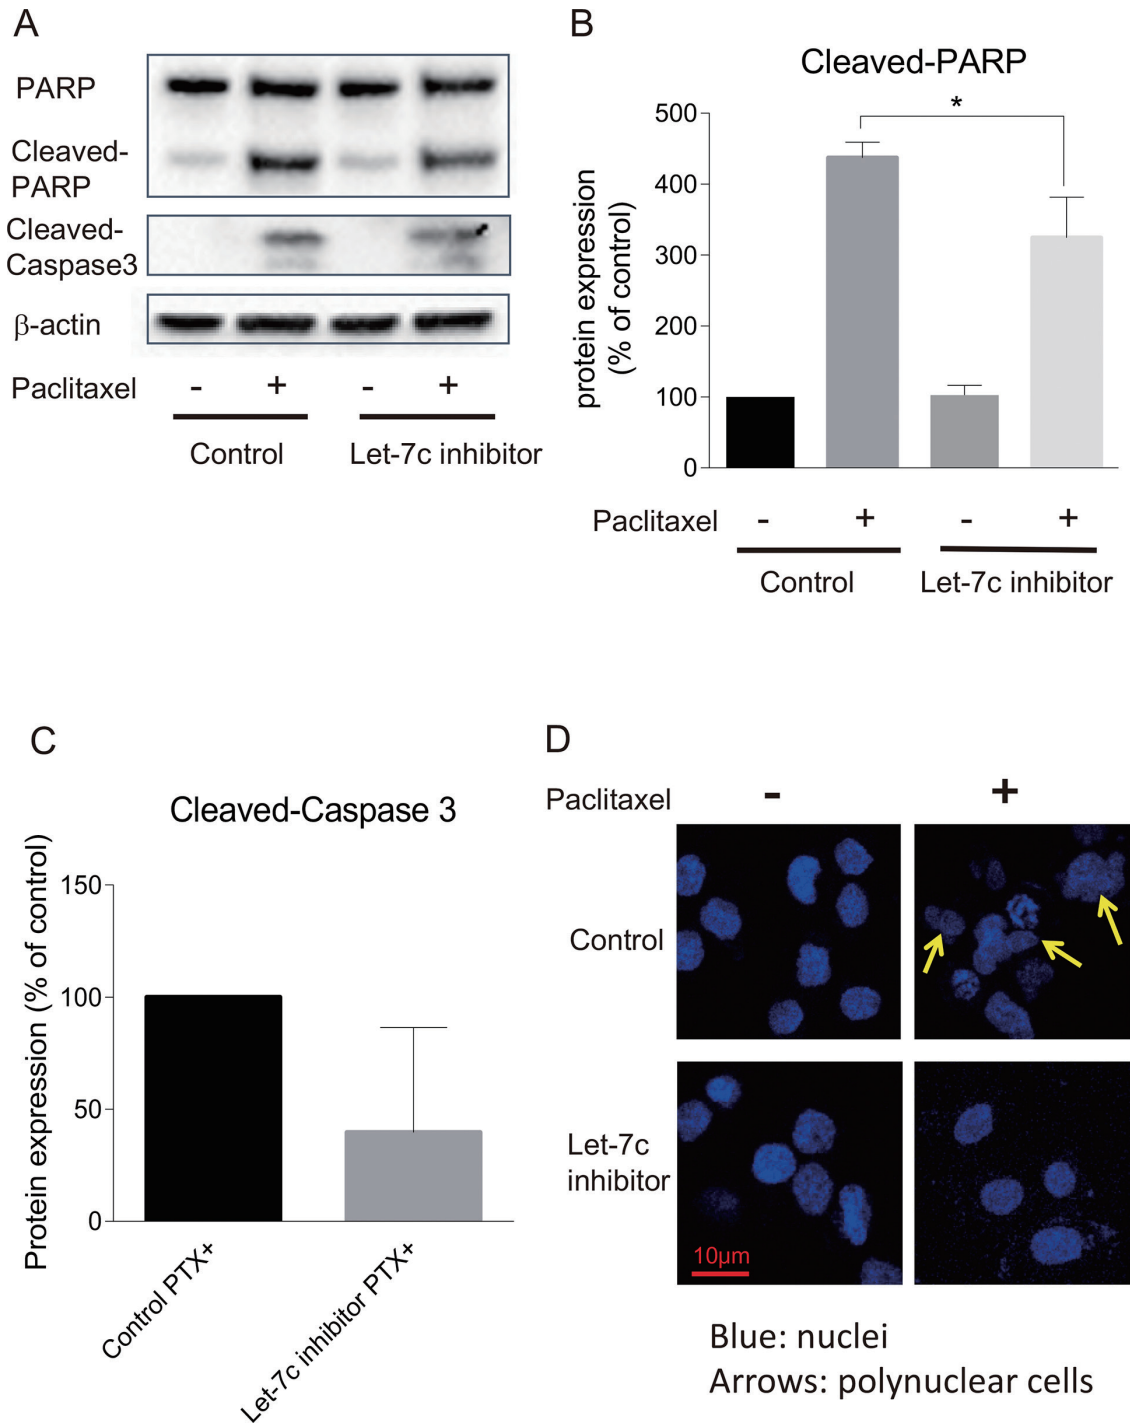 A
PARP
Cleaved-
PARP
Cleaved-
Caspase3
β-actin
Paclitaxel - + - +
Control Let-7c inhibitor
B
Cleaved-PARP
*
protein expression
(% of control)
500
400
300
200
100
0
Paclitaxel - + - +
Control Let-7c inhibitor
C
Cleaved-Caspase 3
Protein expression (% of control)
150
100
50
0
Control PTX+
Let-7c inhibitor PTX+
D
Paclitaxel - +
Control
Let-7c
inhibitor
10μm
Blue: nuclei
Arrows: polynuclear cells